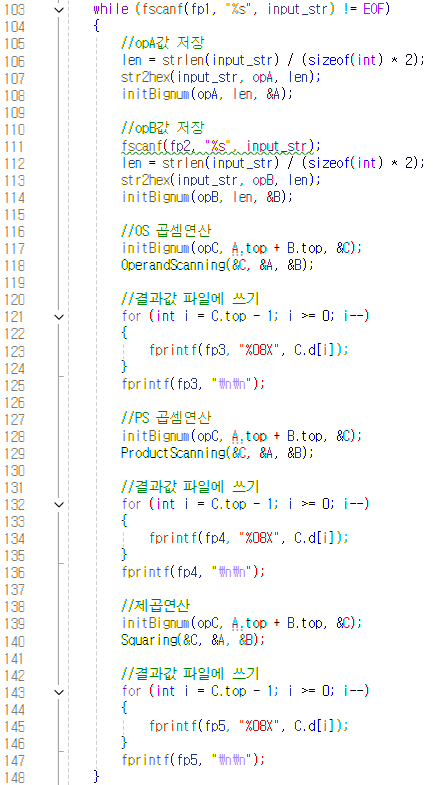 103 while (fscanf(fp1, "%s", input_str) != EOF)
104 {
105 //opA값 저장
106 len = strlen(input_str) / (sizeof(int) * 2);
107 str2hex(input_str, opA, len);
108 initBignum(opA, len, &A);
109
110 //opB값 저장
111 fscanf(fp2, "%s", input_str);
112 len = strlen(input_str) / (sizeof(int) * 2);
113 str2hex(input_str, opB, len);
114 initBignum(opB, len, &B);
115
116 //OS 곱셈연산
117 initBignum(opC, A.top + B.top, &C);
118 OperandScanning(&C, &A, &B);
119
120 //결과값 파일에 쓰기
121 for (int i = C.top - 1; i >= 0; i--)
122 {
123 fprintf(fp3, "%08X", C.d[i]);
124 }
125 fprintf(fp3, "₩n₩n");
126
127 //PS 곱셈연산
128 initBignum(opC, A.top + B.top, &C);
129 ProductScanning(&C, &A, &B);
130
131 //결과값 파일에 쓰기
132 for (int i = C.top - 1; i >= 0; i--)
133 {
134 fprintf(fp4, "%08X", C.d[i]);
135 }
136 fprintf(fp4, "₩n₩n");
137
138 //제곱연산
139 initBignum(opC, A.top + B.top, &C);
140 Squaring(&C, &A, &B);
141
142 //결과값 파일에 쓰기
143 for (int i = C.top - 1; i >= 0; i--)
144 {
145 fprintf(fp5, "%08X", C.d[i]);
146 }
147 fprintf(fp5, "₩n₩n");
148 }